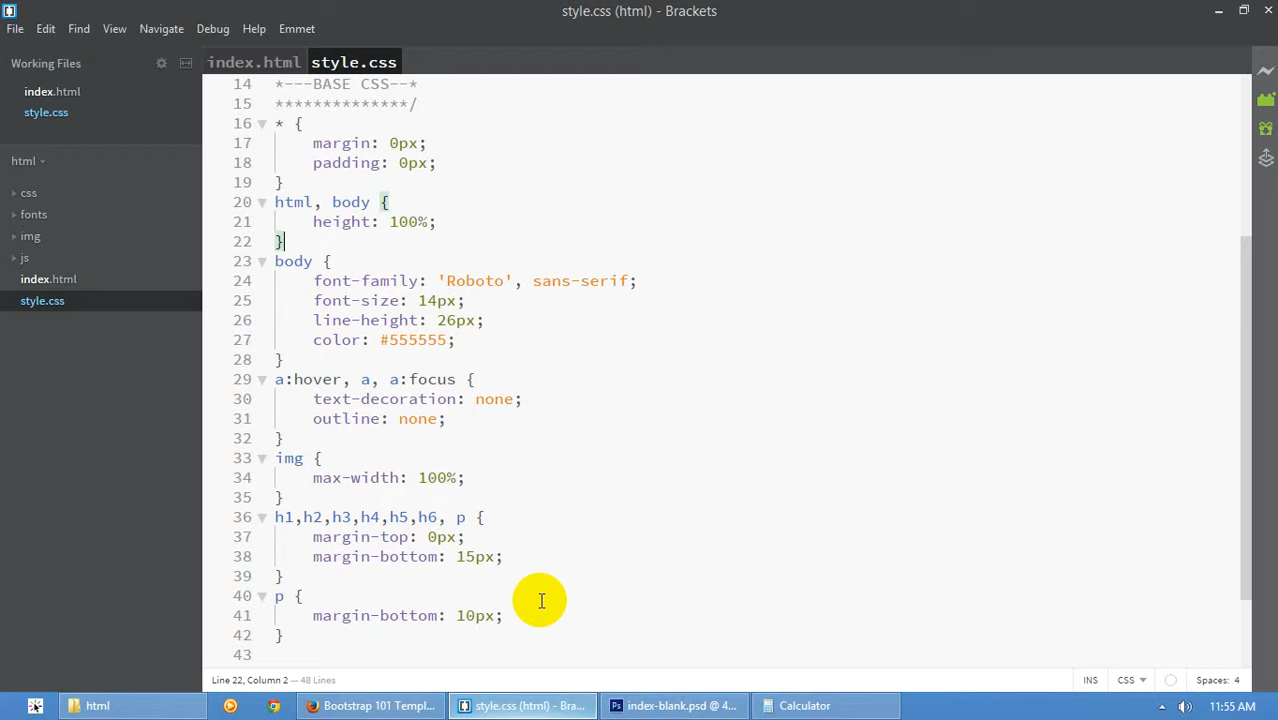 style.css (html) - Brackets
File Edit Find View Navigate Debug Help Emmet
Working Files
index.html
style.css
html
css
fonts
img
js
index.html
style.css
index.html style.css
14 *---BASE CSS--*
15 **************/
16 * {
17 margin: 0px;
18 padding: 0px;
19 }
20 html, body {
21 height: 100%;
22 }
23 body {
24 font-family: 'Roboto', sans-serif;
25 font-size: 14px;
26 line-height: 26px;
27 color: #555555;
28 }
29 a:hover, a, a:focus {
30 text-decoration: none;
31 outline: none;
32 }
33 img {
34 max-width: 100%;
35 }
36 h1,h2,h3,h4,h5,h6, p {
37 margin-top: 0px;
38 margin-bottom: 15px;
39 }
40 p {
41 margin-bottom: 10px;
42 }
43
Line 22, Column 2 — 48 Lines
INS CSS Spaces: 4
html
Bootstrap 101 Templ...
style.css (html) - Bra...
Ps index-blank.psd @ 4...
Calculator
11:55 AM